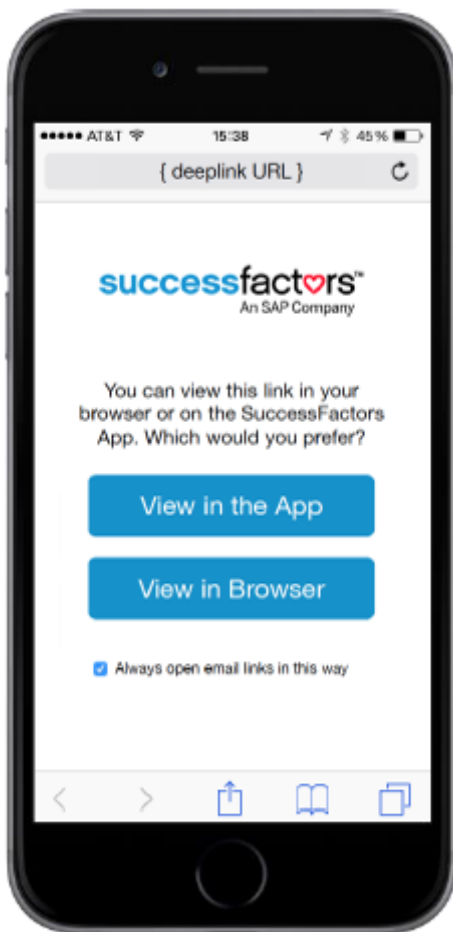 AT&T 15:38 45%
{ deeplink URL }
successfactors™
An SAP Company
You can view this link in your
browser or on the SuccessFactors
App. Which would you prefer?
View in the App
View in Browser
Always open email links in this way